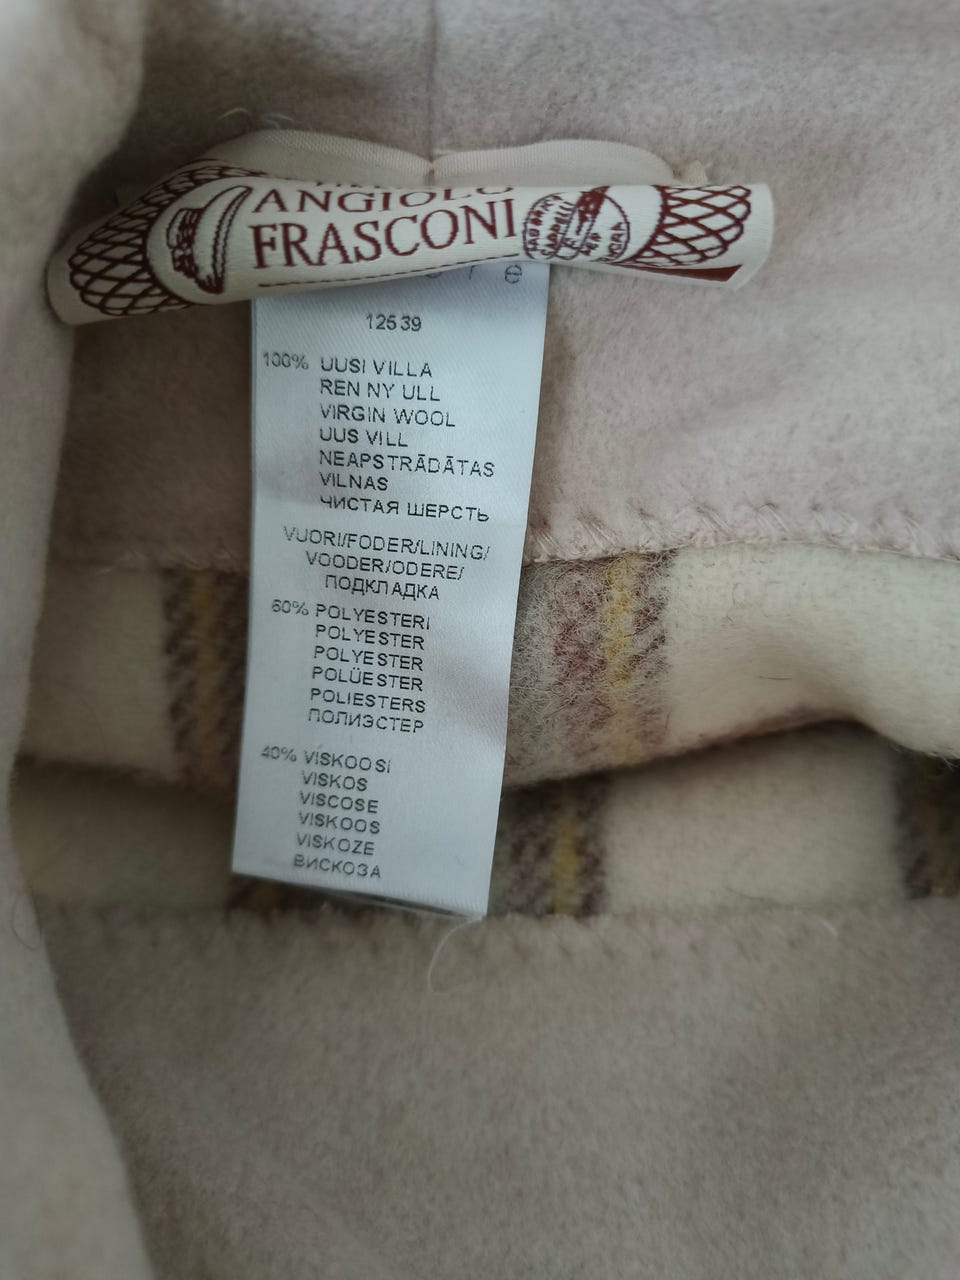 ANGIOLO
FRASCONI
12539
100% UUSI VILLA
REN NY ULL
VIRGIN WOOL
UUS VILL
NEAPSTRĀDĀTAS
VILNAS
ЧИСТАЯ ШЕРСТЬ
VUORI/FODER/LINING/
VOODER/ODERE/
ПОДКЛАДКА
60% POLYESTERI
POLYESTER
POLYESTER
POLÜESTER
POLIESTERS
ПОЛИЭСТЕР
40% VISKOOSI
VISKOS
VISCOSE
VISKOOS
VISKOZE
ВИСКОЗА